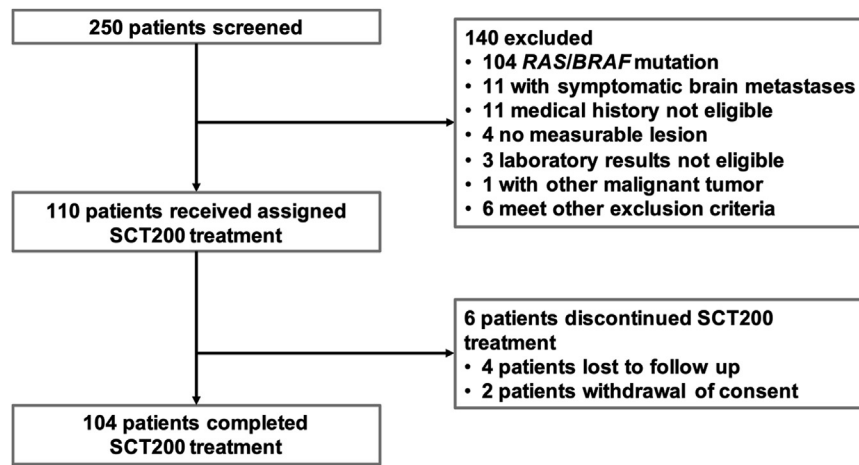 250 patients screened
140 excluded
• 104 RAS/BRAF mutation
• 11 with symptomatic brain metastases
• 11 medical history not eligible
• 4 no measurable lesion
• 3 laboratory results not eligible
• 1 with other malignant tumor
• 6 meet other exclusion criteria
110 patients received assigned
SCT200 treatment
6 patients discontinued SCT200
treatment
• 4 patients lost to follow up
• 2 patients withdrawal of consent
104 patients completed
SCT200 treatment